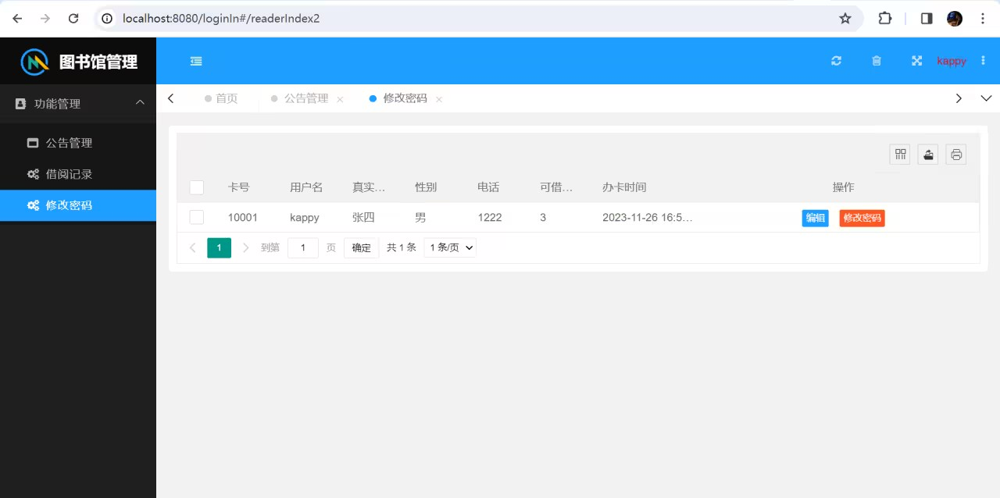 localhost:8080/loginIn#/readerIndex2
图书馆管理
kappy
功能管理
首页
公告管理
修改密码
公告管理
借阅记录
修改密码
卡号 用户名 真实... 性别 电话 可借... 办卡时间 操作
10001 kappy 张四 男 1222 3 2023-11-26 16:5... 编辑 修改密码
1 到第 1 页 确定 共 1 条 1 条/页